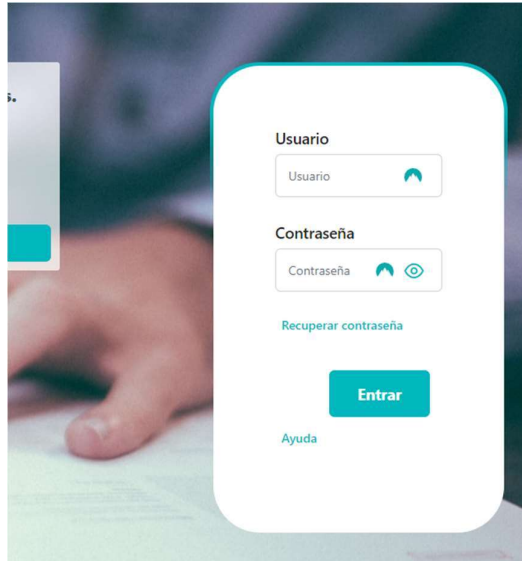 s.
Usuario
Usuario
Contraseña
Contraseña
Recuperar contraseña
Entrar
Ayuda